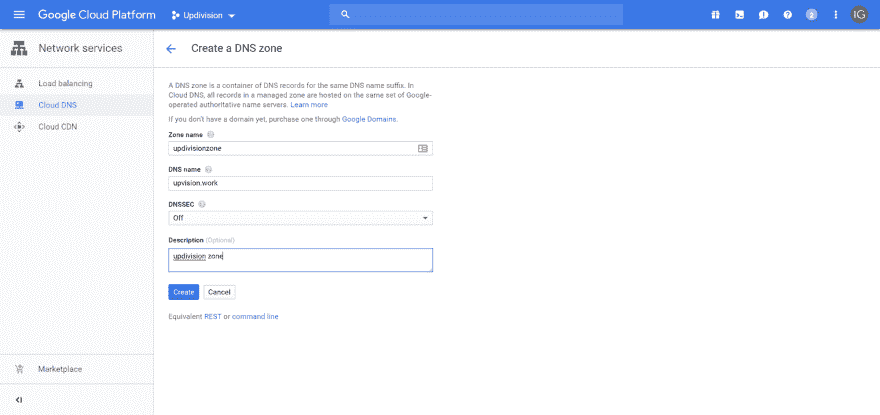 Google Cloud Platform
Updivision
2
IG
Network services
Create a DNS zone
Load balancing
Cloud DNS
Cloud CDN
A DNS zone is a container of DNS records for the same DNS name suffix. In
Cloud DNS, all records in a managed zone are hosted on the same set of Google-
operated authoritative name servers. Learn more
If you don't have a domain yet, purchase one through Google Domains.
Zone name
updivisionzone
DNS name
upvision.work
DNSSEC
Off
Description (Optional)
updivision zone
Create Cancel
Equivalent REST or command line
Marketplace